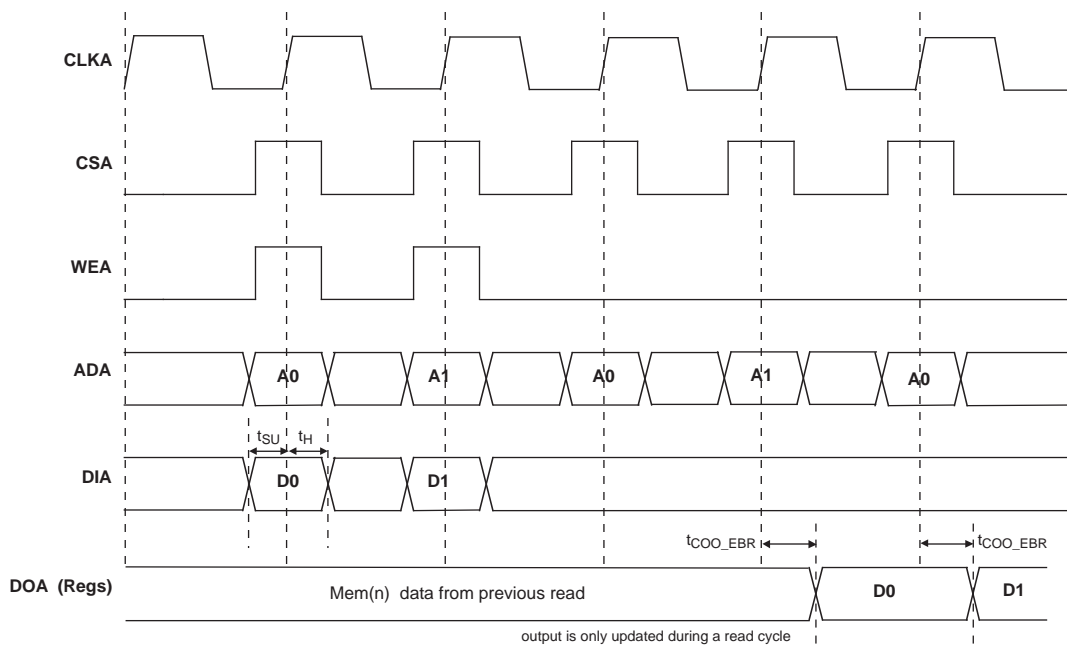 CLKA
CSA
WEA
ADA A0 A1 A0 A1 A0
tSU tH
DIA D0 D1
tCOO_EBR tCOO_EBR
DOA (Regs) Mem(n) data from previous read D0 D1
output is only updated during a read cycle